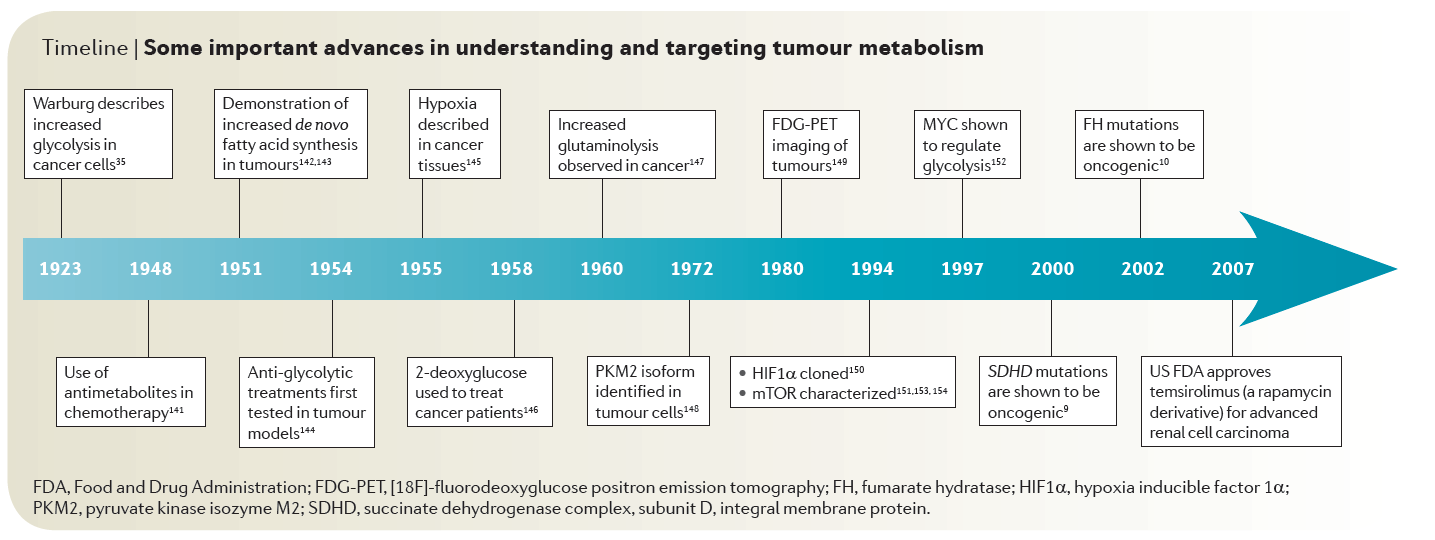 Timeline | Some important advances in understanding and targeting tumour metabolism
Warburg describes
increased
glycolysis in
cancer cells³⁵
Demonstration of
increased de novo
fatty acid synthesis
in tumours¹⁴²,¹⁴³
Hypoxia
described
in cancer
tissues¹⁴⁵
Increased
glutaminolysis
observed in cancer¹⁴⁷
FDG-PET
imaging of
tumours¹⁴⁹
MYC shown
to regulate
glycolysis¹⁵²
FH mutations
are shown to be
oncogenic¹⁰
1923 1948 1951 1954 1955 1958 1960 1972 1980 1994 1997 2000 2002 2007
Use of
antimetabolites in
chemotherapy¹⁴¹
Anti-glycolytic
treatments first
tested in tumour
models¹⁴⁴
2-deoxyglucose
used to treat
cancer patients¹⁴⁶
PKM2 isoform
identified in
tumour cells¹⁴⁸
• HIF1α cloned¹⁵⁰
• mTOR characterized¹⁵¹,¹⁵³,¹⁵⁴
SDHD mutations
are shown to be
oncogenic⁹
US FDA approves
temsirolimus (a rapamycin
derivative) for advanced
renal cell carcinoma
FDA, Food and Drug Administration; FDG-PET, [18F]-fluorodeoxyglucose positron emission tomography; FH, fumarate hydratase; HIF1α, hypoxia inducible factor 1α;
PKM2, pyruvate kinase isozyme M2; SDHD, succinate dehydrogenase complex, subunit D, integral membrane protein.